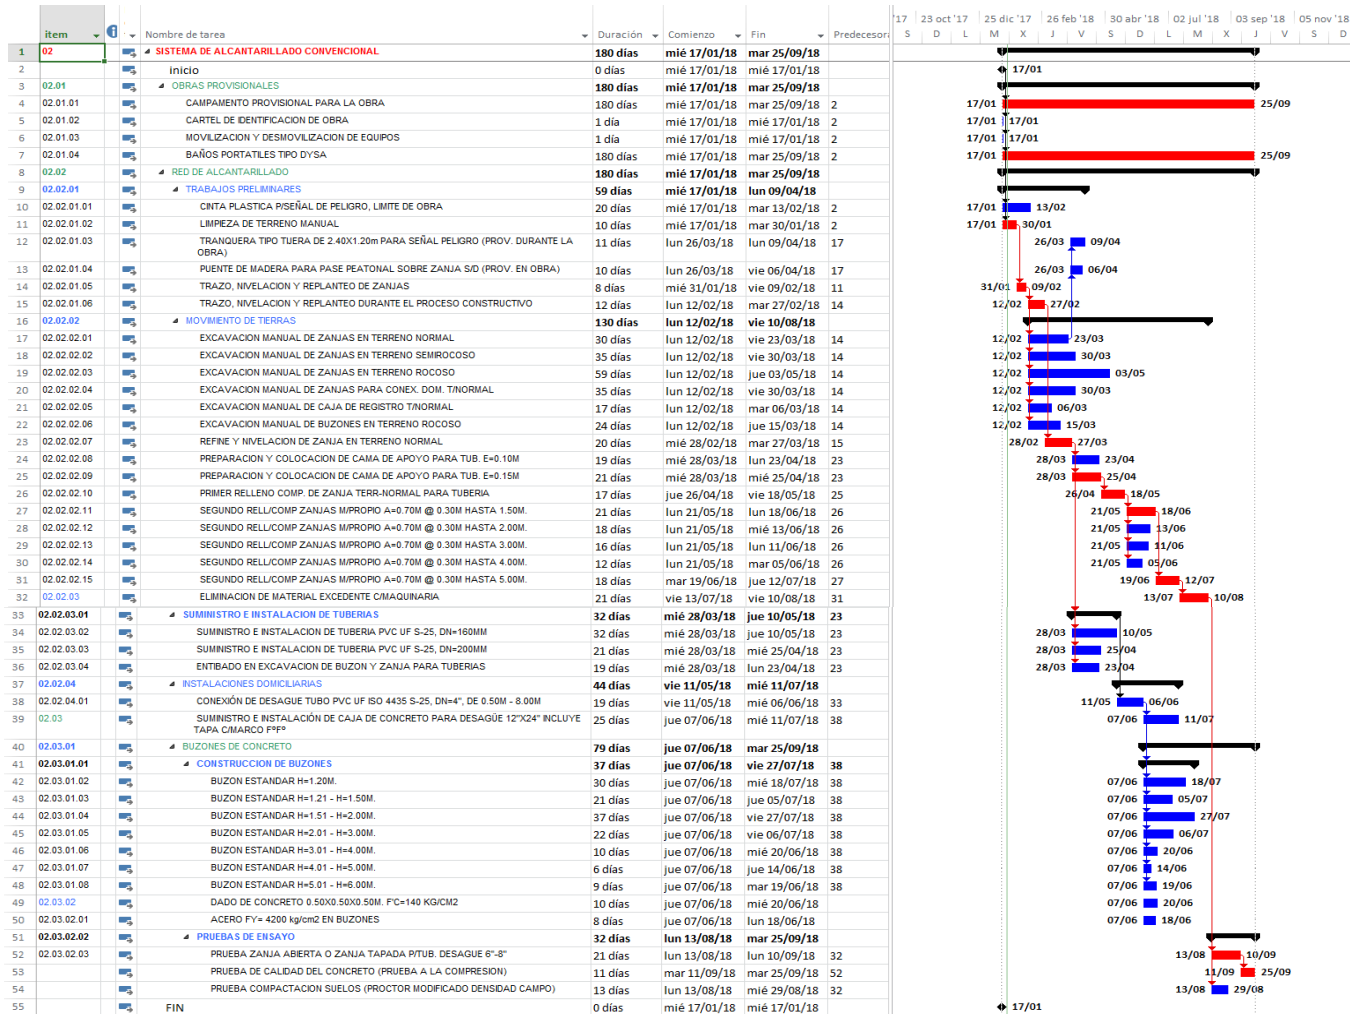 '17 23 oct '17 25 dic '17 26 feb '18 30 abr '18 02 jul '18 03 sep '18 05 nov '18
item Nombre de tarea Duración Comienzo Fin Predecesora S D L M X J V S D L M X J V S D
1 02 SISTEMA DE ALCANTARILLADO CONVENCIONAL 180 días mié 17/01/18 mar 25/09/18
2 inicio 0 días mié 17/01/18 mié 17/01/18 17/01
3 02.01 OBRAS PROVISIONALES 180 días mié 17/01/18 mar 25/09/18
4 02.01.01 CAMPAMENTO PROVISIONAL PARA LA OBRA 180 días mié 17/01/18 mar 25/09/18 2 17/01 25/09
5 02.01.02 CARTEL DE IDENTIFICACION DE OBRA 1 día mié 17/01/18 mié 17/01/18 2 17/01 17/01
6 02.01.03 MOVILIZACION Y DESMOVILIZACION DE EQUIPOS 1 día mié 17/01/18 mié 17/01/18 2 17/01 17/01
7 02.01.04 BAÑOS PORTATILES TIPO DYSA 180 días mié 17/01/18 mar 25/09/18 2 17/01 25/09
8 02.02 RED DE ALCANTARILLADO 180 días mié 17/01/18 mar 25/09/18
9 02.02.01 TRABAJOS PRELIMINARES 59 días mié 17/01/18 lun 09/04/18
10 02.02.01.01 CINTA PLASTICA P/SEÑAL DE PELIGRO, LIMITE DE OBRA 20 días mié 17/01/18 mar 13/02/18 2 17/01 13/02
11 02.02.01.02 LIMPIEZA DE TERRENO MANUAL 10 días mié 17/01/18 mar 30/01/18 2 17/01 30/01
12 02.02.01.03 TRANQUERA TIPO TIJERA DE 2.40X1.20m PARA SEÑAL PELIGRO (PROV. DURANTE LA 11 días lun 26/03/18 lun 09/04/18 17 26/03 09/04
OBRA)
13 02.02.01.04 PUENTE DE MADERA PARA PASE PEATONAL SOBRE ZANJA S/D (PROV. EN OBRA) 10 días lun 26/03/18 vie 06/04/18 17 26/03 06/04
14 02.02.01.05 TRAZO, NIVELACION Y REPLANTEO DE ZANJAS 8 días mié 31/01/18 vie 09/02/18 11 31/01 09/02
15 02.02.01.06 TRAZO, NIVELACION Y REPLANTEO DURANTE EL PROCESO CONSTRUCTIVO 12 días lun 12/02/18 mar 27/02/18 14 12/02 27/02
16 02.02.02 MOVIMIENTO DE TIERRAS 130 días lun 12/02/18 vie 10/08/18
17 02.02.02.01 EXCAVACION MANUAL DE ZANJAS EN TERRENO NORMAL 30 días lun 12/02/18 vie 23/03/18 14 12/02 23/03
18 02.02.02.02 EXCAVACION MANUAL DE ZANJAS EN TERRENO SEMIROCOSO 35 días lun 12/02/18 vie 30/03/18 14 12/02 30/03
19 02.02.02.03 EXCAVACION MANUAL DE ZANJAS EN TERRENO ROCOSO 59 días lun 12/02/18 jue 03/05/18 14 12/02 03/05
20 02.02.02.04 EXCAVACION MANUAL DE ZANJAS PARA CONEX. DOM. T/NORMAL 35 días lun 12/02/18 vie 30/03/18 14 12/02 30/03
21 02.02.02.05 EXCAVACION MANUAL DE CAJA DE REGISTRO T/NORMAL 17 días lun 12/02/18 mar 06/03/18 14 12/02 06/03
22 02.02.02.06 EXCAVACION MANUAL DE BUZONES EN TERRENO ROCOSO 24 días lun 12/02/18 jue 15/03/18 14 12/02 15/03
23 02.02.02.07 REFINE Y NIVELACION DE ZANJA EN TERRENO NORMAL 20 días mié 28/02/18 mar 27/03/18 15 28/02 27/03
24 02.02.02.08 PREPARACION Y COLOCACION DE CAMA DE APOYO PARA TUB. E=0.10M 19 días mié 28/03/18 lun 23/04/18 23 28/03 23/04
25 02.02.02.09 PREPARACION Y COLOCACION DE CAMA DE APOYO PARA TUB. E=0.15M 21 días mié 28/03/18 mié 25/04/18 23 28/03 25/04
26 02.02.02.10 PRIMER RELLENO COMP. DE ZANJA TERR-NORMAL PARA TUBERIA 17 días jue 26/04/18 vie 18/05/18 25 26/04 18/05
27 02.02.02.11 SEGUNDO RELL/COMP ZANJAS M/PROPIO A=0.70M @ 0.30M HASTA 1.50M. 21 días lun 21/05/18 lun 18/06/18 26 21/05 18/06
28 02.02.02.12 SEGUNDO RELL/COMP ZANJAS M/PROPIO A=0.70M @ 0.30M HASTA 2.00M. 18 días lun 21/05/18 mié 13/06/18 26 21/05 13/06
29 02.02.02.13 SEGUNDO RELL/COMP ZANJAS M/PROPIO A=0.70M @ 0.30M HASTA 3.00M. 16 días lun 21/05/18 lun 11/06/18 26 21/05 11/06
30 02.02.02.14 SEGUNDO RELL/COMP ZANJAS M/PROPIO A=0.70M @ 0.30M HASTA 4.00M. 12 días lun 21/05/18 mar 05/06/18 26 21/05 05/06
31 02.02.02.15 SEGUNDO RELL/COMP ZANJAS M/PROPIO A=0.70M @ 0.30M HASTA 5.00M. 18 días mar 19/06/18 jue 12/07/18 27 19/06 12/07
32 02.02.03 ELIMINACION DE MATERIAL EXCEDENTE C/MAQUINARIA 21 días vie 13/07/18 vie 10/08/18 31 13/07 10/08
33 02.02.03.01 SUMINISTRO E INSTALACION DE TUBERIAS 32 días mié 28/03/18 jue 10/05/18 23
34 02.02.03.02 SUMINISTRO E INSTALACION DE TUBERIA PVC UF S-25, DN=160MM 32 días mié 28/03/18 jue 10/05/18 23 28/03 10/05
35 02.02.03.03 SUMINISTRO E INSTALACION DE TUBERIA PVC UF S-25, DN=200MM 21 días mié 28/03/18 mié 25/04/18 23 28/03 25/04
36 02.02.03.04 ENTIBADO EN EXCAVACION DE BUZON Y ZANJA PARA TUBERIAS 19 días mié 28/03/18 lun 23/04/18 23 28/03 23/04
37 02.02.04 INSTALACIONES DOMICILIARIAS 44 días vie 11/05/18 mié 11/07/18
38 02.02.04.01 CONEXIÓN DE DESAGUE TUBO PVC UF ISO 4435 S-25, DN=4", DE 0.50M - 8.00M 19 días vie 11/05/18 mié 06/06/18 33 11/05 06/06
39 02.03 SUMINISTRO E INSTALACIÓN DE CAJA DE CONCRETO PARA DESAGÜE 12"X24" INCLUYE 25 días jue 07/06/18 mié 11/07/18 38 07/06 11/07
TAPA C/MARCO FºFº
40 02.03.01 BUZONES DE CONCRETO 79 días jue 07/06/18 mar 25/09/18
41 02.03.01.01 CONSTRUCCION DE BUZONES 37 días jue 07/06/18 vie 27/07/18 38
42 02.03.01.02 BUZON ESTANDAR H=1.20M. 30 días jue 07/06/18 mié 18/07/18 38 07/06 18/07
43 02.03.01.03 BUZON ESTANDAR H=1.21 - H=1.50M. 21 días jue 07/06/18 jue 05/07/18 38 07/06 05/07
44 02.03.01.04 BUZON ESTANDAR H=1.51 - H=2.00M. 37 días jue 07/06/18 vie 27/07/18 38 07/06 27/07
45 02.03.01.05 BUZON ESTANDAR H=2.01 - H=3.00M. 22 días jue 07/06/18 vie 06/07/18 38 07/06 06/07
46 02.03.01.06 BUZON ESTANDAR H=3.01 - H=4.00M. 10 días jue 07/06/18 mié 20/06/18 38 07/06 20/06
47 02.03.01.07 BUZON ESTANDAR H=4.01 - H=5.00M. 6 días jue 07/06/18 jue 14/06/18 38 07/06 14/06
48 02.03.01.08 BUZON ESTANDAR H=5.01 - H=6.00M. 9 días jue 07/06/18 mar 19/06/18 38 07/06 19/06
49 02.03.02 DADO DE CONCRETO 0.50X0.50X0.50M. F'C=140 KG/CM2 10 días jue 07/06/18 mié 20/06/18 07/06 20/06
50 02.03.02.01 ACERO FY= 4200 kg/cm2 EN BUZONES 8 días jue 07/06/18 lun 18/06/18 07/06 18/06
51 02.03.02.02 PRUEBAS DE ENSAYO 32 días lun 13/08/18 mar 25/09/18
52 02.03.02.03 PRUEBA ZANJA ABIERTA O ZANJA TAPADA P/TUB. DESAGUE 6"-8" 21 días lun 13/08/18 lun 10/09/18 32 13/08 10/09
53 PRUEBA DE CALIDAD DEL CONCRETO (PRUEBA A LA COMPRESION) 11 días mar 11/09/18 mar 25/09/18 52 11/09 25/09
54 PRUEBA COMPACTACION SUELOS (PROCTOR MODIFICADO DENSIDAD CAMPO) 13 días lun 13/08/18 mié 29/08/18 32 13/08 29/08
55 FIN 0 días mié 17/01/18 mié 17/01/18 17/01